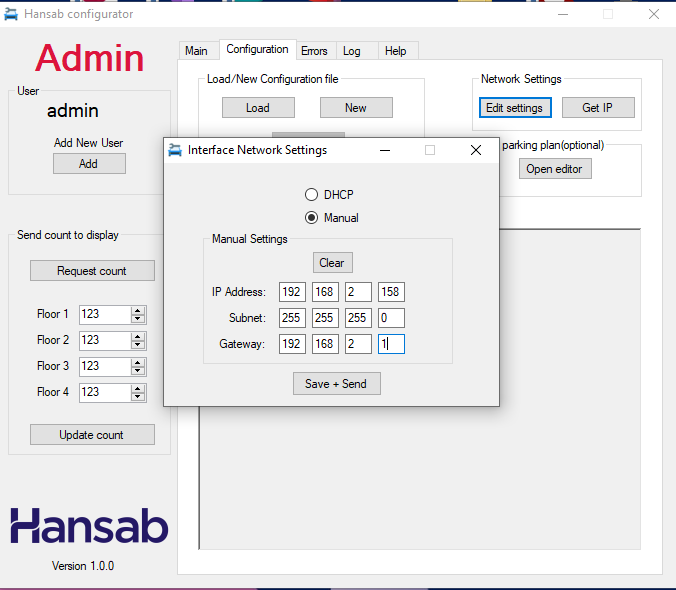 Hansab configurator
Admin
User
admin
Add New User
Add
Send count to display
Request count
Floor 1 123
Floor 2 123
Floor 3 123
Floor 4 123
Update count
Hansab
Version 1.0.0
Main Configuration Errors Log Help
Load/New Configuration file
Load New
Network Settings
Edit settings Get IP
parking plan(optional)
Open editor
Interface Network Settings
DHCP
Manual
Manual Settings
Clear
IP Address: 192 168 2 158
Subnet: 255 255 255 0
Gateway: 192 168 2 1
Save + Send